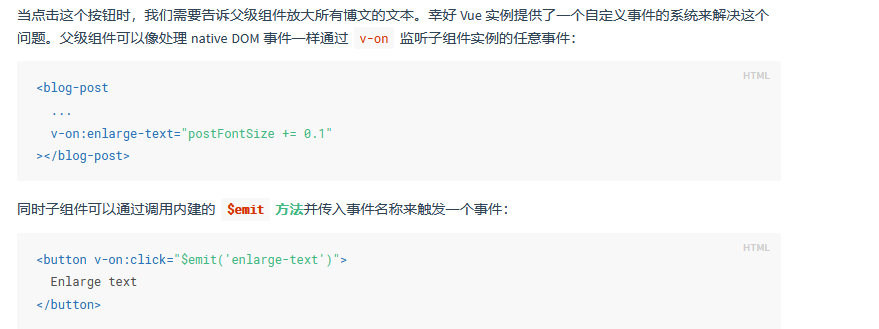 当点击这个按钮时，我们需要告诉父级组件放大所有博文的文本。幸好 Vue 实例提供了一个自定义事件的系统来解决这个
问题。父级组件可以像处理 native DOM 事件一样通过 v-on 监听子组件实例的任意事件：
HTML
<blog-post
  ...
  v-on:enlarge-text="postFontSize += 0.1"
></blog-post>
同时子组件可以通过调用内建的 $emit 方法并传入事件名称来触发一个事件：
HTML
<button v-on:click="$emit('enlarge-text')">
  Enlarge text
</button>